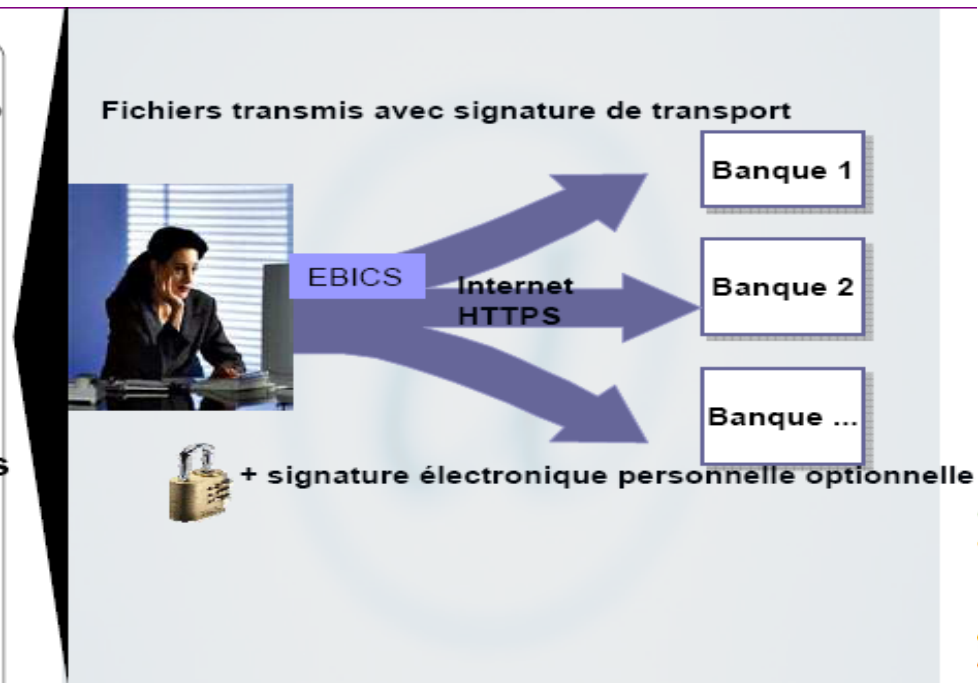 Fichiers transmis avec signature de transport
Banque 1
EBICS
Internet
HTTPS
Banque 2
Banque ...
+ signature électronique personnelle optionnelle